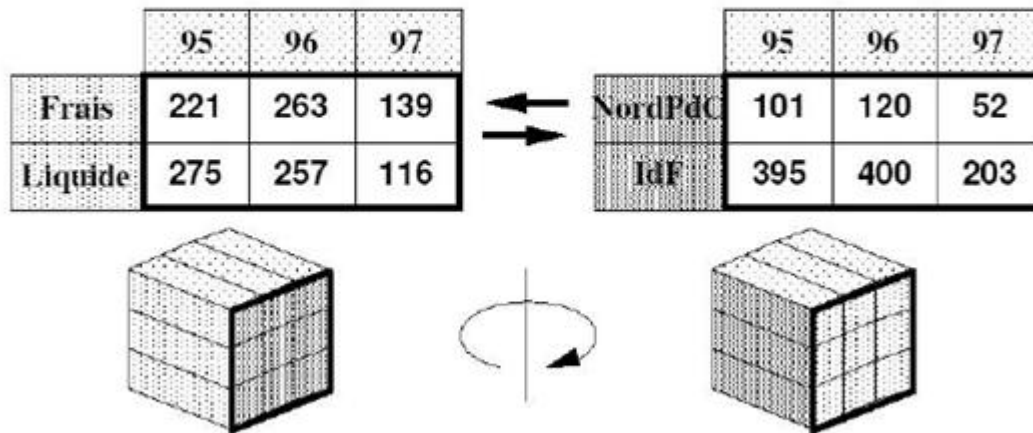 95 96 97
Frais 221 263 139
Liquide 275 257 116
95 96 97
NordPdC 101 120 52
IdF 395 400 203